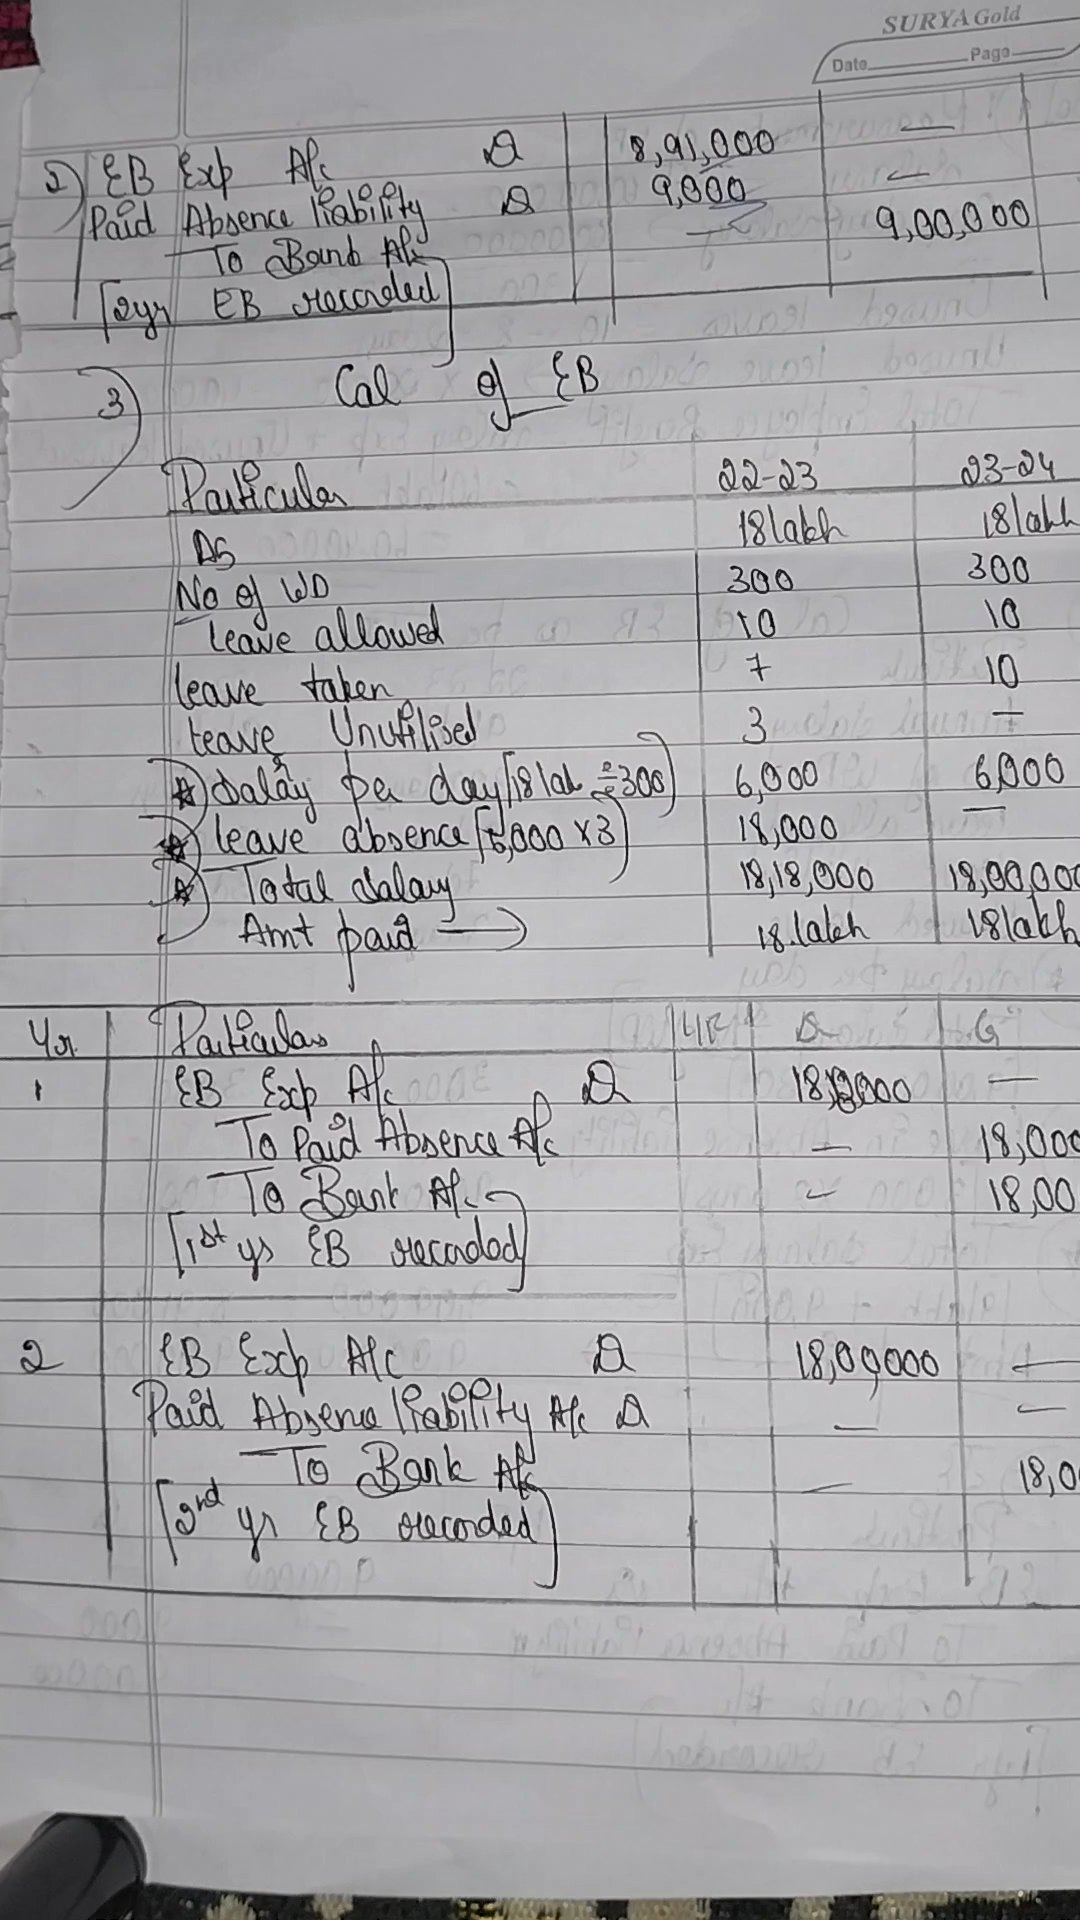 SURYA Gold
Date Page
2) EB Exp A/c Dr 8,91,000 —
Paid Absence liability Dr 9,000 —
To Bank A/c — 9,00,000
[2yr EB recorded]
3) Cal of EB
Particular 22-23 23-24
AS 18 lakh 18 lakh
No of WD 300 300
leave allowed 10 10
leave taken 7 10
leave Unutilised 3 —
Salary per day [18 lak ÷ 300] 6,000 6,000
leave absence [6,000 x 3] 18,000 —
Total Salary 18,18,000 18,00,000
Amt paid → 18 lakh 18 lakh
Yr. Particulars Dr Cr
1 EB Exp A/c Dr —
To Paid Absence A/c — 18,000
To Bank A/c — 18,00
[1st yr EB recorded]
2 EB Exp A/c Dr 18,00,000 —
Paid Absence liability A/c Dr — —
To Bank A/c — 18,0
[2nd yr EB recorded]